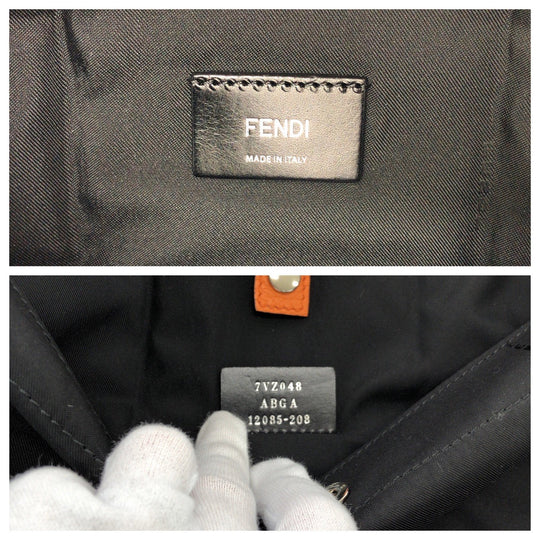 FENDI
MADE IN ITALY
7VZ048
ABGA
12085-208